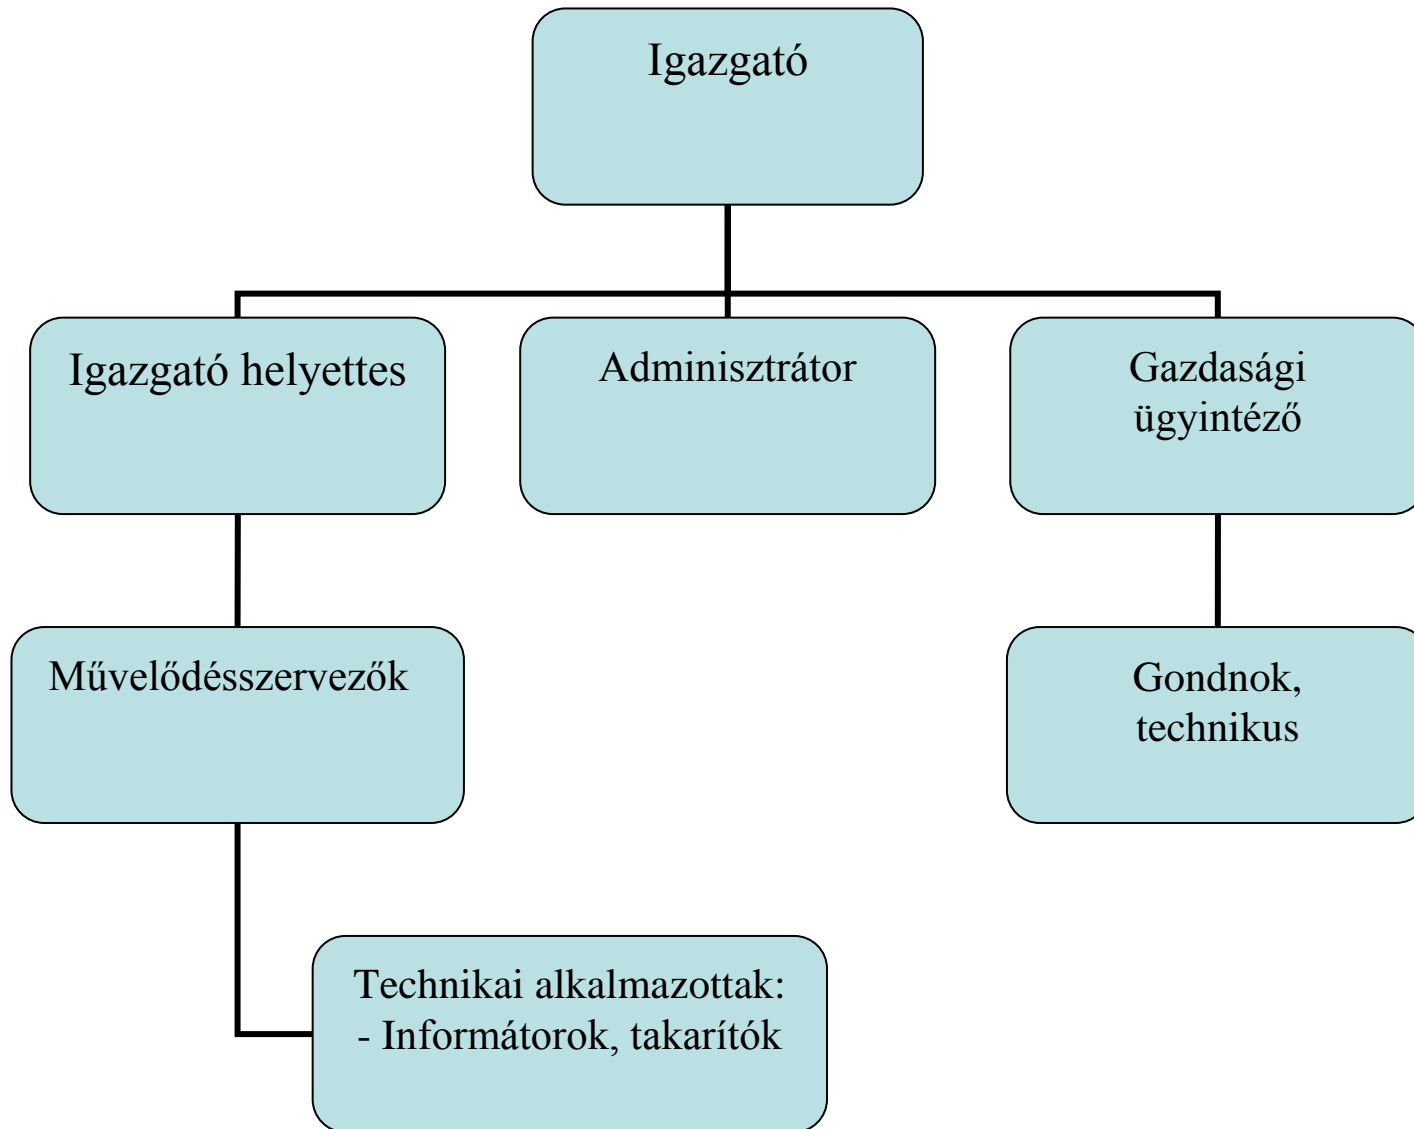 Igazgató
Igazgató helyettes
Adminisztrátor
Gazdasági
ügyintéző
Művelődésszervezők
Gondnok,
technikus
Technikai alkalmazottak:
- Informátorok, takarítók